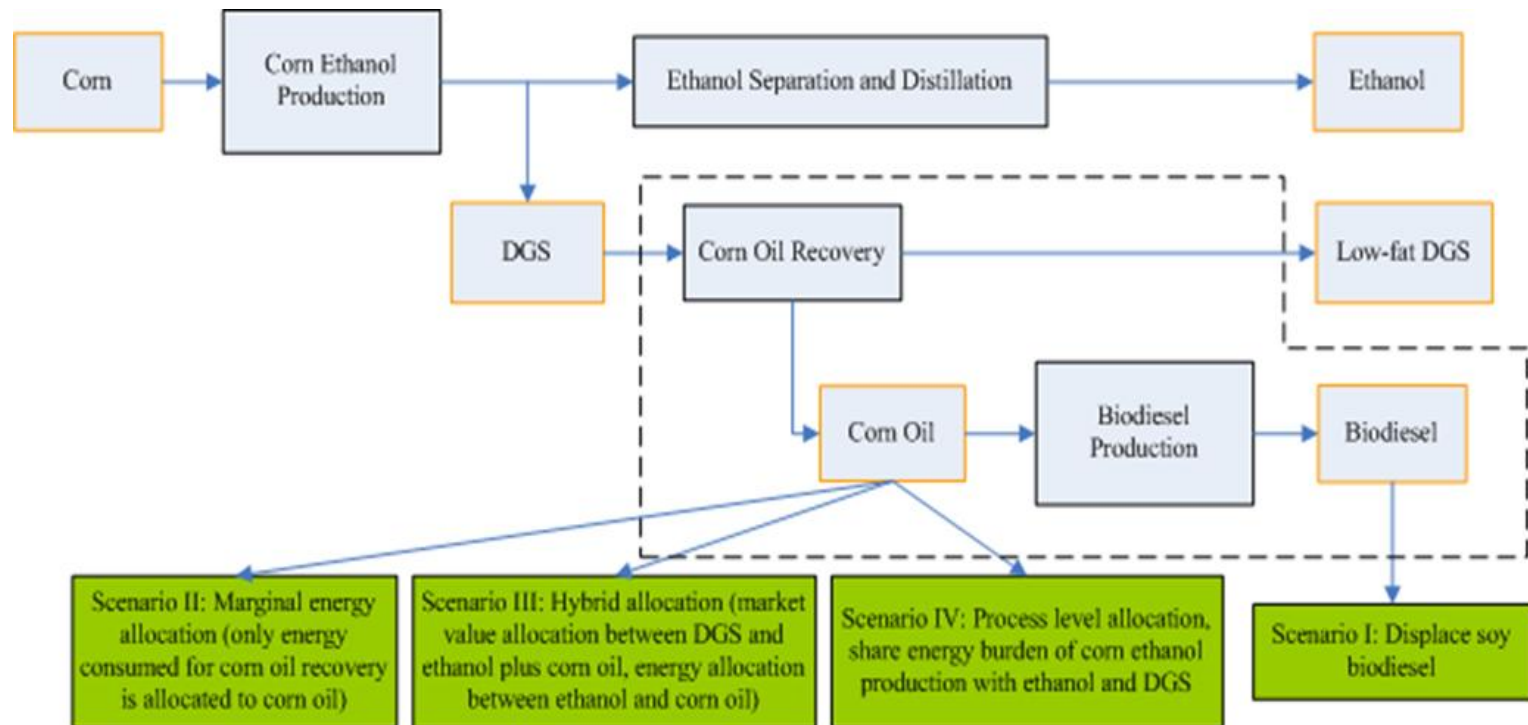 Corn
Corn Ethanol
Production
Ethanol Separation and Distillation
Ethanol
DGS
Corn Oil Recovery
Low-fat DGS
Corn Oil
Biodiesel
Production
Biodiesel
Scenario II: Marginal energy
allocation (only energy
consumed for corn oil recovery
is allocated to corn oil)
Scenario III: Hybrid allocation (market
value allocation between DGS and
ethanol plus corn oil, energy allocation
between ethanol and corn oil)
Scenario IV: Process level allocation,
share energy burden of corn ethanol
production with ethanol and DGS
Scenario I: Displace soy
biodiesel